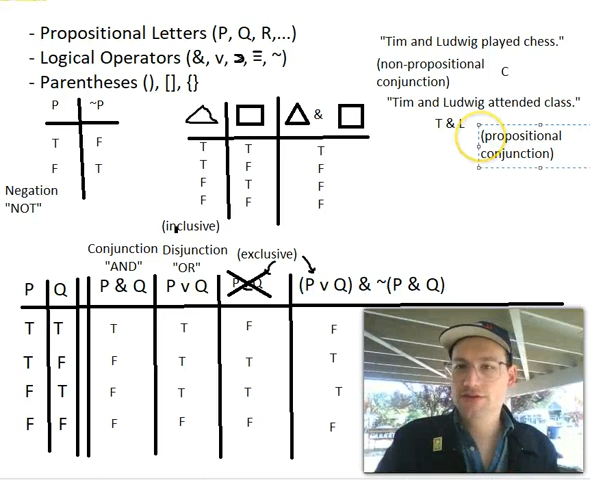 - Propositional Letters (P, Q, R,...)
- Logical Operators (&, v, ⊃, ≡, ~)
- Parentheses (), [], {}
"Tim and Ludwig played chess."
(non-propositional
conjunction)
C
"Tim and Ludwig attended class."
T & L
(propositional
conjunction)
P ~P
T F
F T
Negation
"NOT"
&
T T T
T F F
F T F
F F F
(inclusive)
Conjunction Disjunction (exclusive)
"AND" "OR"
P Q P & Q P v Q (P v Q) & ~(P & Q)
T T T T F F
T F F T T T
F T F T T T
F F F F F F